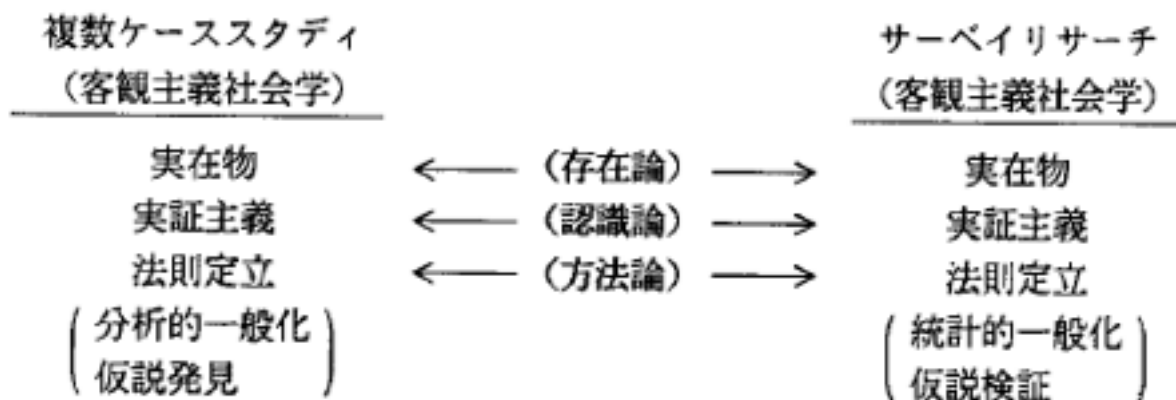 複数ケーススタディ
(客観主義社会学)
サーベイリサーチ
(客観主義社会学)
実在物 ← (存在論) → 実在物
実証主義 ← (認識論) → 実証主義
法則定立 ← (方法論) → 法則定立
分析的一般化
仮説発見
統計的一般化
仮説検証